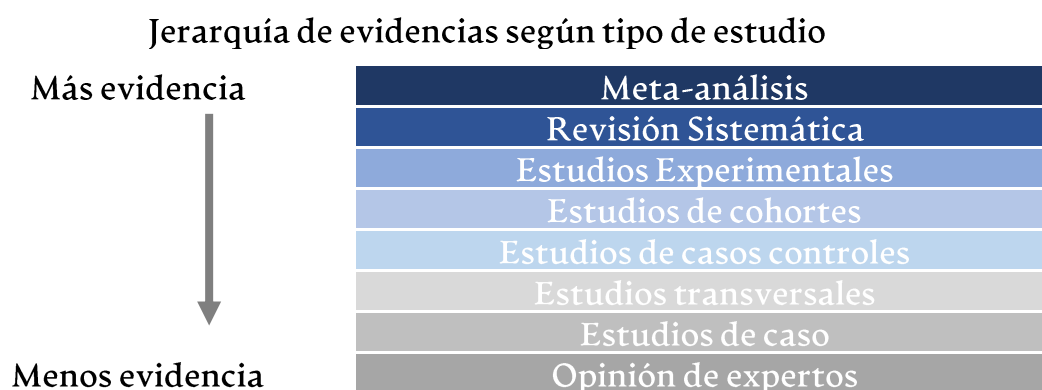 Jerarquía de evidencias según tipo de estudio
Más evidencia
Meta-análisis
Revisión Sistemática
Estudios Experimentales
Estudios de cohortes
Estudios de casos controles
Estudios transversales
Estudios de caso
Menos evidencia
Opinión de expertos